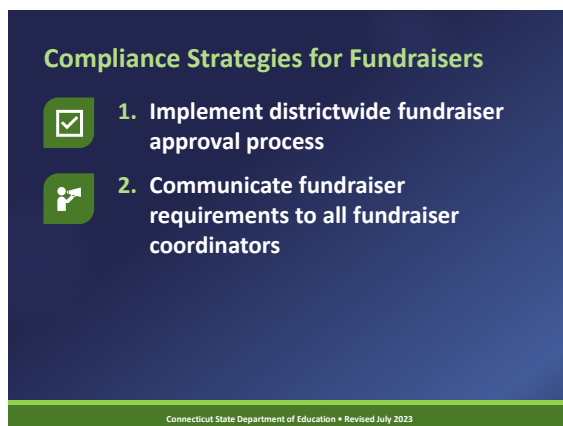 Compliance Strategies for Fundraisers
1. Implement districtwide fundraiser
approval process
2. Communicate fundraiser
requirements to all fundraiser
coordinators
Connecticut State Department of Education • Revised July 2023